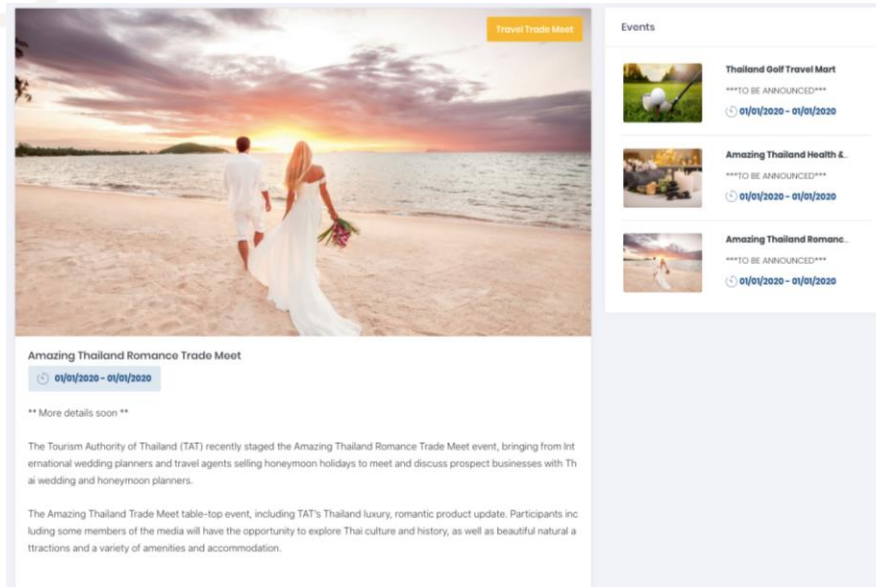 Travel Trade Meet
Amazing Thailand Romance Trade Meet
01/01/2020 - 01/01/2020
** More details soon **
The Tourism Authority of Thailand (TAT) recently staged the Amazing Thailand Romance Trade Meet event, bringing from Int
ernational wedding planners and travel agents selling honeymoon holidays to meet and discuss prospect businesses with Th
ai wedding and honeymoon planners.
The Amazing Thailand Trade Meet table-top event, including TAT's Thailand luxury, romantic product update. Participants inc
luding some members of the media will have the opportunity to explore Thai culture and history, as well as beautiful natural a
ttractions and a variety of amenities and accommodation.
Events
Thailand Golf Travel Mart
***TO BE ANNOUNCED***
01/01/2020 - 01/01/2020
Amazing Thailand Health &...
***TO BE ANNOUNCED***
01/01/2020 - 01/01/2020
Amazing Thailand Romanc...
***TO BE ANNOUNCED***
01/01/2020 - 01/01/2020